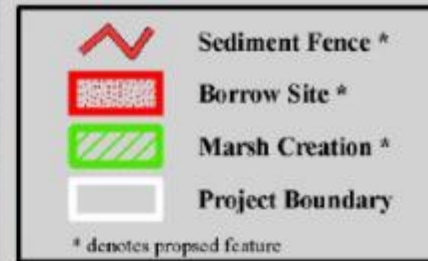 Sediment Fence *
Borrow Site *
Marsh Creation *
Project Boundary
* denotes propsed feature